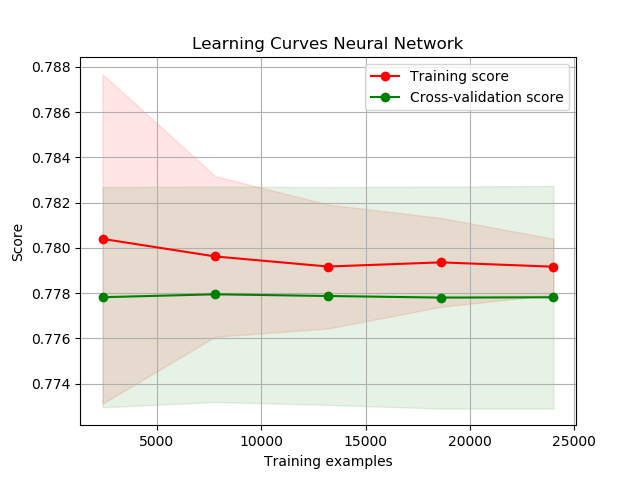 Learning Curves Neural Network
Training score
Cross-validation score
0.788
0.786
0.784
0.782
0.780
0.778
0.776
0.774
Score
5000 10000 15000 20000 25000
Training examples